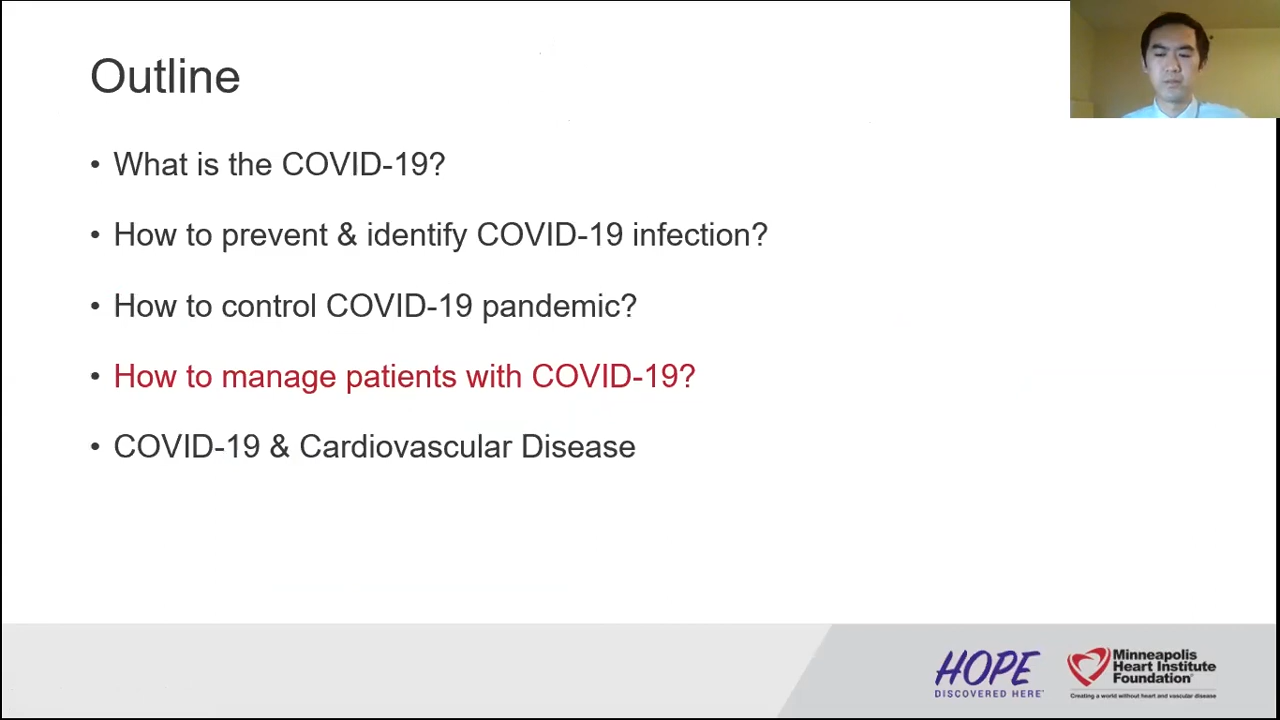 Outline
• What is the COVID-19?
• How to prevent & identify COVID-19 infection?
• How to control COVID-19 pandemic?
• How to manage patients with COVID-19?
• COVID-19 & Cardiovascular Disease
HOPE
DISCOVERED HERE™
Minneapolis
Heart Institute
Foundation®
Creating a world without heart and vascular disease